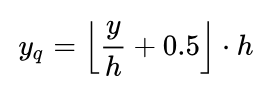 y_q = ⌊ y/h + 0.5 ⌋ · h